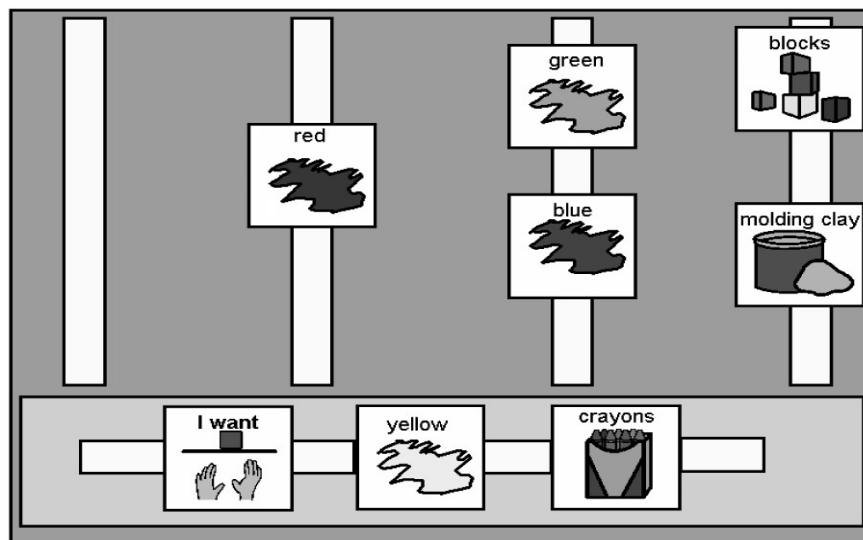 green
blocks
red
blue
molding clay
I want
yellow
crayons